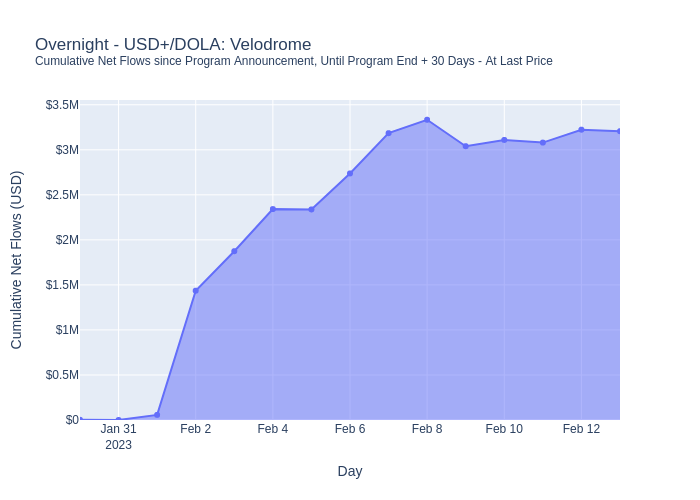 Overnight - USD+/DOLA: Velodrome
Cumulative Net Flows since Program Announcement, Until Program End + 30 Days - At Last Price
Cumulative Net Flows (USD)
$3.5M
$3M
$2.5M
$2M
$1.5M
$1M
$0.5M
$0
Jan 31 Feb 2 Feb 4 Feb 6 Feb 8 Feb 10 Feb 12
2023
Day